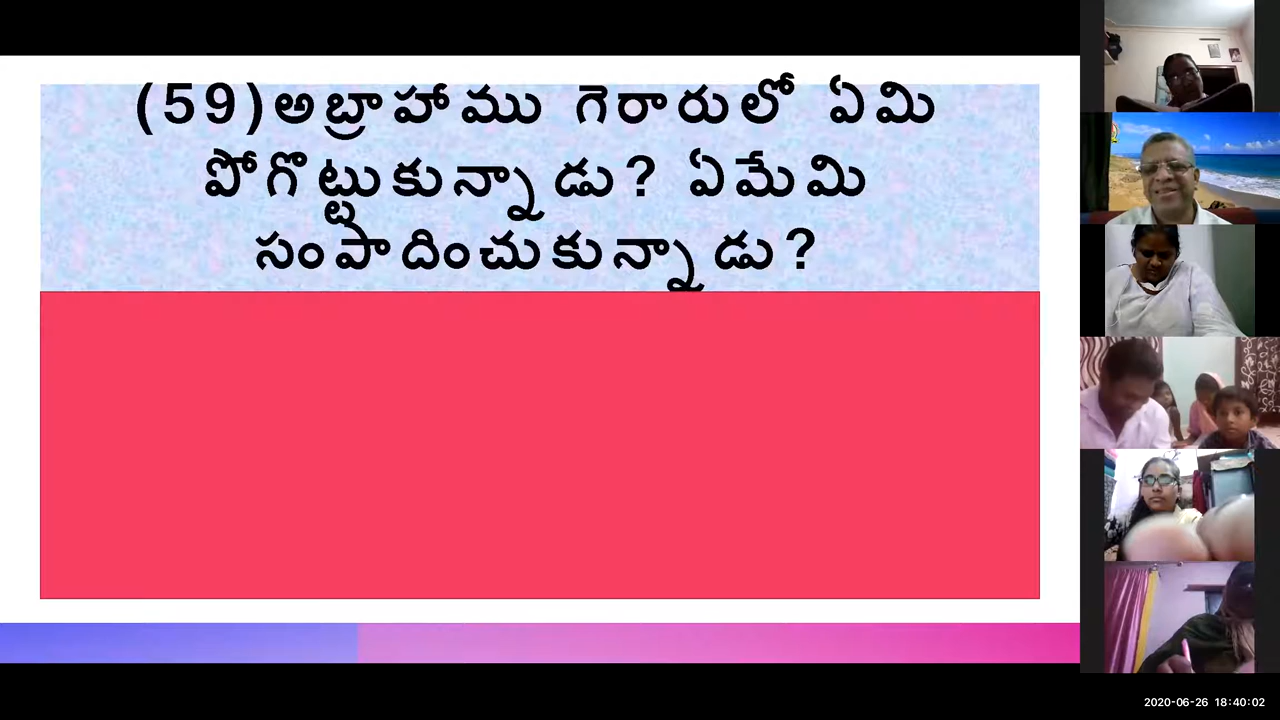 (59)అబ్రాహాము గెరారులో ఏమి
పోగొట్టుకున్నాడు? ఏమేమి
సంపాదించుకున్నాడు?
2020-06-26 18:40:02